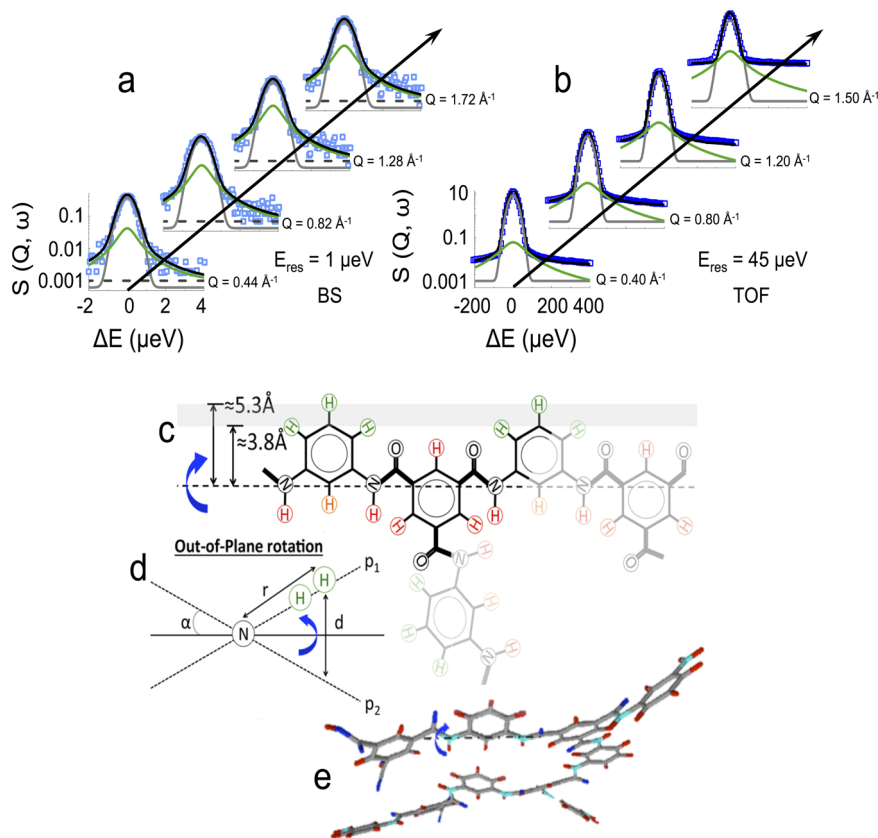 a
S (Q, ω)
0.1
0.01
0.001
-2
0
2
4
ΔE (μeV)
Q = 0.44 Å⁻¹
Q = 0.82 Å⁻¹
Q = 1.28 Å⁻¹
Q = 1.72 Å⁻¹
E_res = 1 μeV
BS
b
S (Q, ω)
10
0.1
0.001
-200
0
200
400
ΔE (μeV)
Q = 0.40 Å⁻¹
Q = 0.80 Å⁻¹
Q = 1.20 Å⁻¹
Q = 1.50 Å⁻¹
E_res = 45 μeV
TOF
c
≈5.3Å
≈3.8Å
H
H
H
H
H
H
O
O
H
O
H
N
N
N
N
H
H
H
H
H
H
H
H
H
H
O
N
H
O
H
H
H
H
N
H
d
Out-of-Plane rotation
p₁
r
H
H
α
N
d
p₂
e